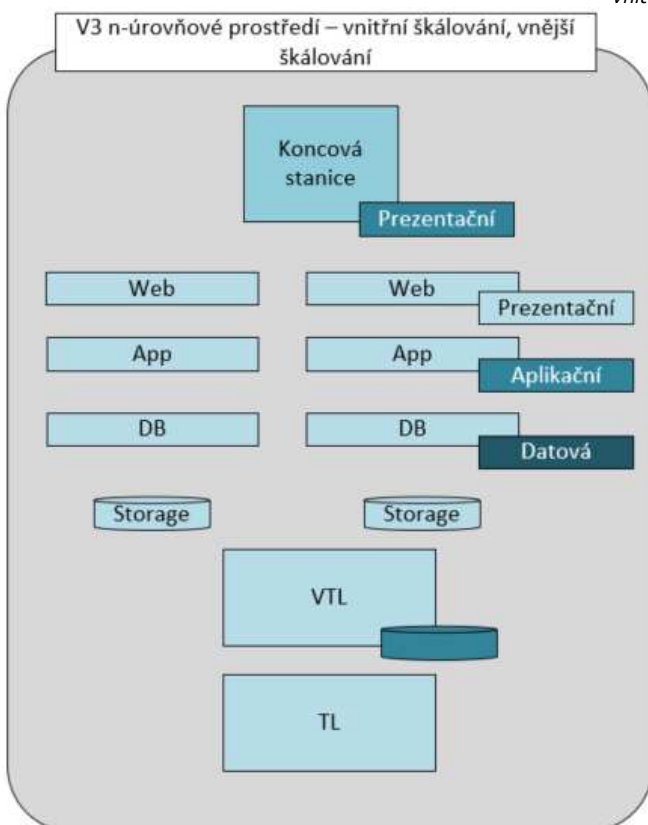 vnit
V3 n-úrovňové prostředí – vnitřní škálování, vnější
škálování
Koncová
stanice
Prezentační
Web
Web
Prezentační
App
App
Aplikační
DB
DB
Datová
Storage
Storage
VTL
TL